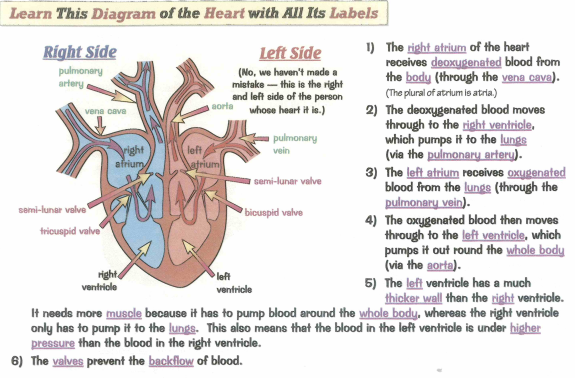 Learn This Diagram of the Heart with All Its Labels
Right Side
Left Side
(No, we haven't made a
mistake — this is the right
and left side of the person
whose heart it is.)
pulmonary
artery
vena cava
aorta
pulmonary
vein
right
atrium
left
atrium
semi-lunar valve
semi-lunar valve
bicuspid valve
tricuspid valve
right
ventricle
left
ventricle
1) The right atrium of the heart
receives deoxygenated blood from
the body (through the vena cava).
(The plural of atrium is atria.)
2) The deoxygenated blood moves
through to the right ventricle,
which pumps it to the lungs
(via the pulmonary artery).
3) The left atrium receives oxygenated
blood from the lungs (through the
pulmonary vein).
4) The oxygenated blood then moves
through to the left ventricle, which
pumps it out round the whole body
(via the aorta).
5) The left ventricle has a much
thicker wall than the right ventricle.
It needs more muscle because it has to pump blood around the whole body, whereas the right ventricle
only has to pump it to the lungs. This also means that the blood in the left ventricle is under higher
pressure than the blood in the right ventricle.
6) The valves prevent the backflow of blood.